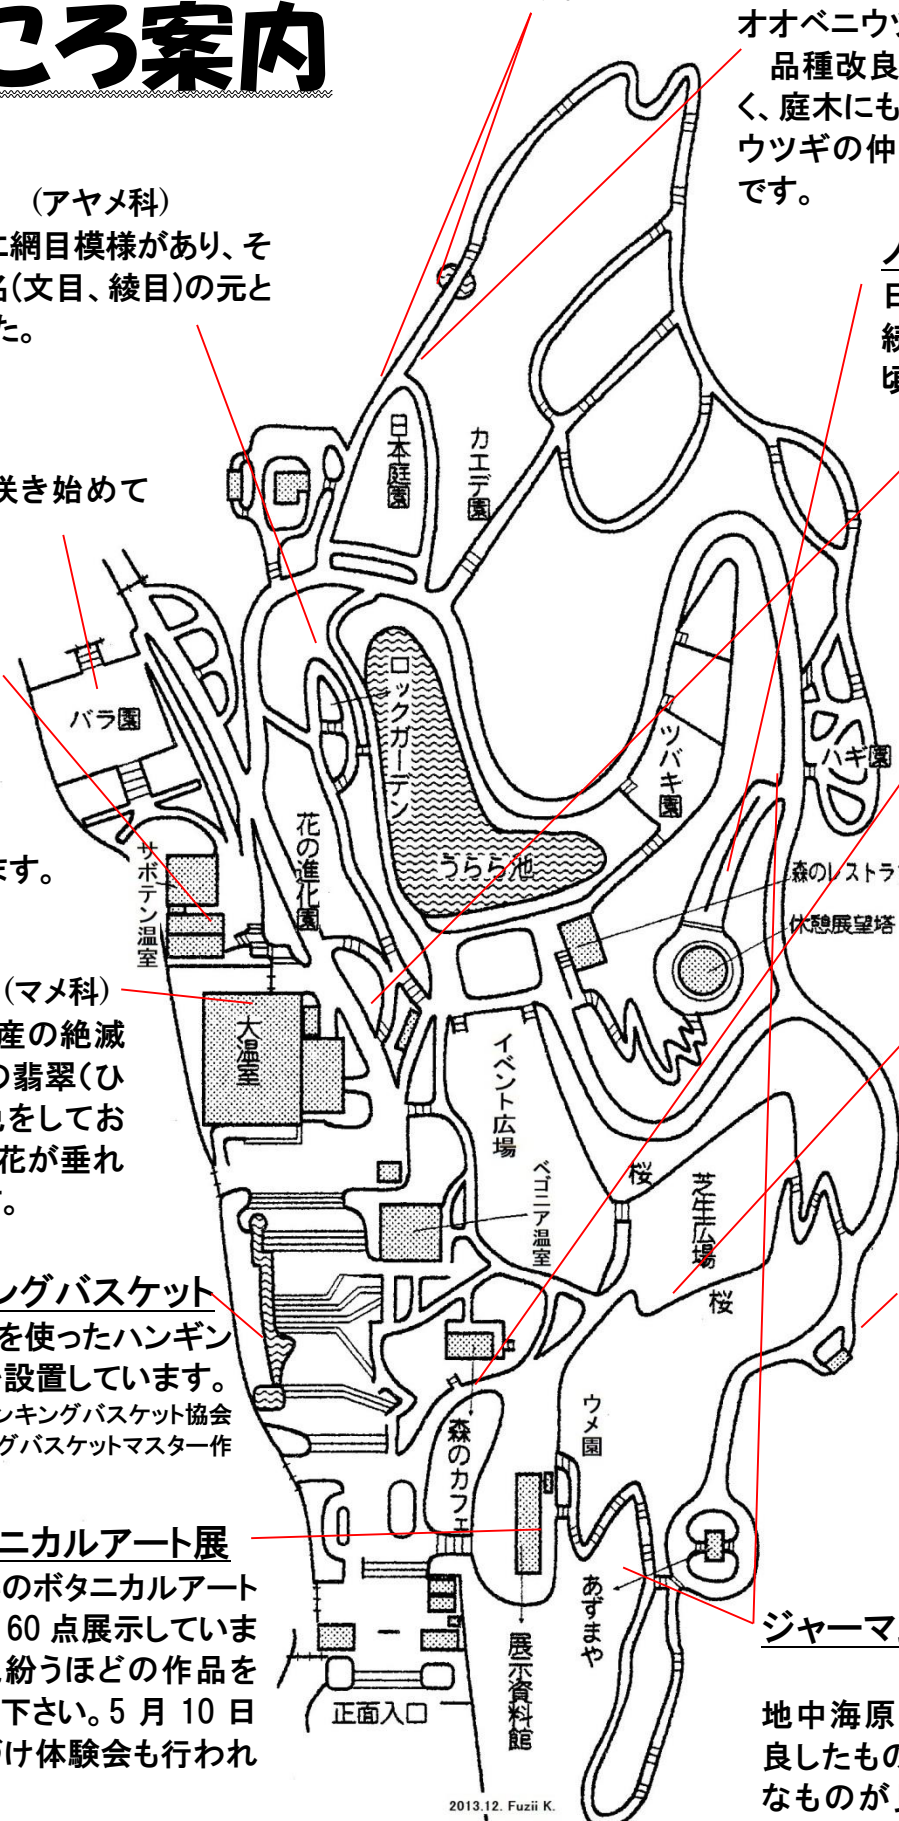 ころ案内
オオベニウツ
品種改良
く、庭木にも
ウツギの仲
です。
(アヤメ科)
に網目模様があり、そ
名(文目、綾目)の元と
た。
日
続
頃
咲き始めて
日本庭園
カエデ園
バラ園
ロックガーデン
ツバキ園
ハギ園
うらら池
花の進化園
サボテン温室
ます。
森のレストラ
休憩展望塔
(マメ科)
産の絶滅
の翡翠(ひ
色をしてお
花が垂れ
す。
大温室
イベント広場
ベゴニア温室
桜
芝生広場
桜
ングバスケット
を使ったハンギン
を設置しています。
ンキングバスケット協会
グバスケットマスター作
森のカフェ
ウメ園
ニカルアート展
のボタニカルアート
60 点展示していま
見紛うほどの作品を
下さい。5 月 10 日
づけ体験会も行われ
あずまや
展示資料館
正面入口
ジャーマ
地中海原
良したもの
なものが
2013.12. Fuzii K.